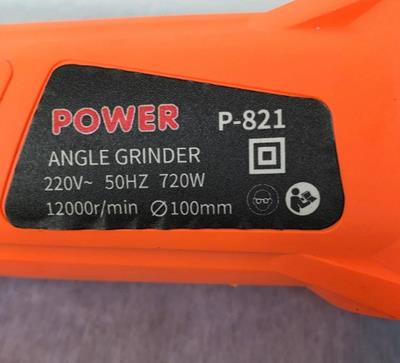 POWER P-821
ANGLE GRINDER
220V~ 50HZ 720W
12000r/min ∅100mm